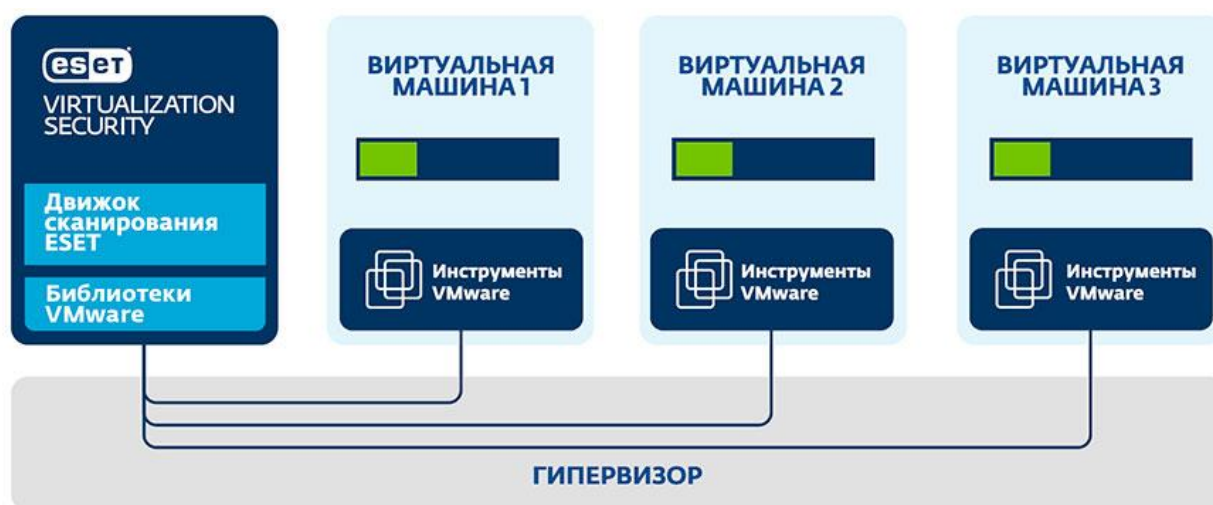 eset
VIRTUALIZATION
SECURITY
Движок
сканирования
ESET
Библиотеки
VMware
ВИРТУАЛЬНАЯ
МАШИНА 1
Инструменты
VMware
ВИРТУАЛЬНАЯ
МАШИНА 2
Инструменты
VMware
ВИРТУАЛЬНАЯ
МАШИНА 3
Инструменты
VMware
ГИПЕРВИЗОР